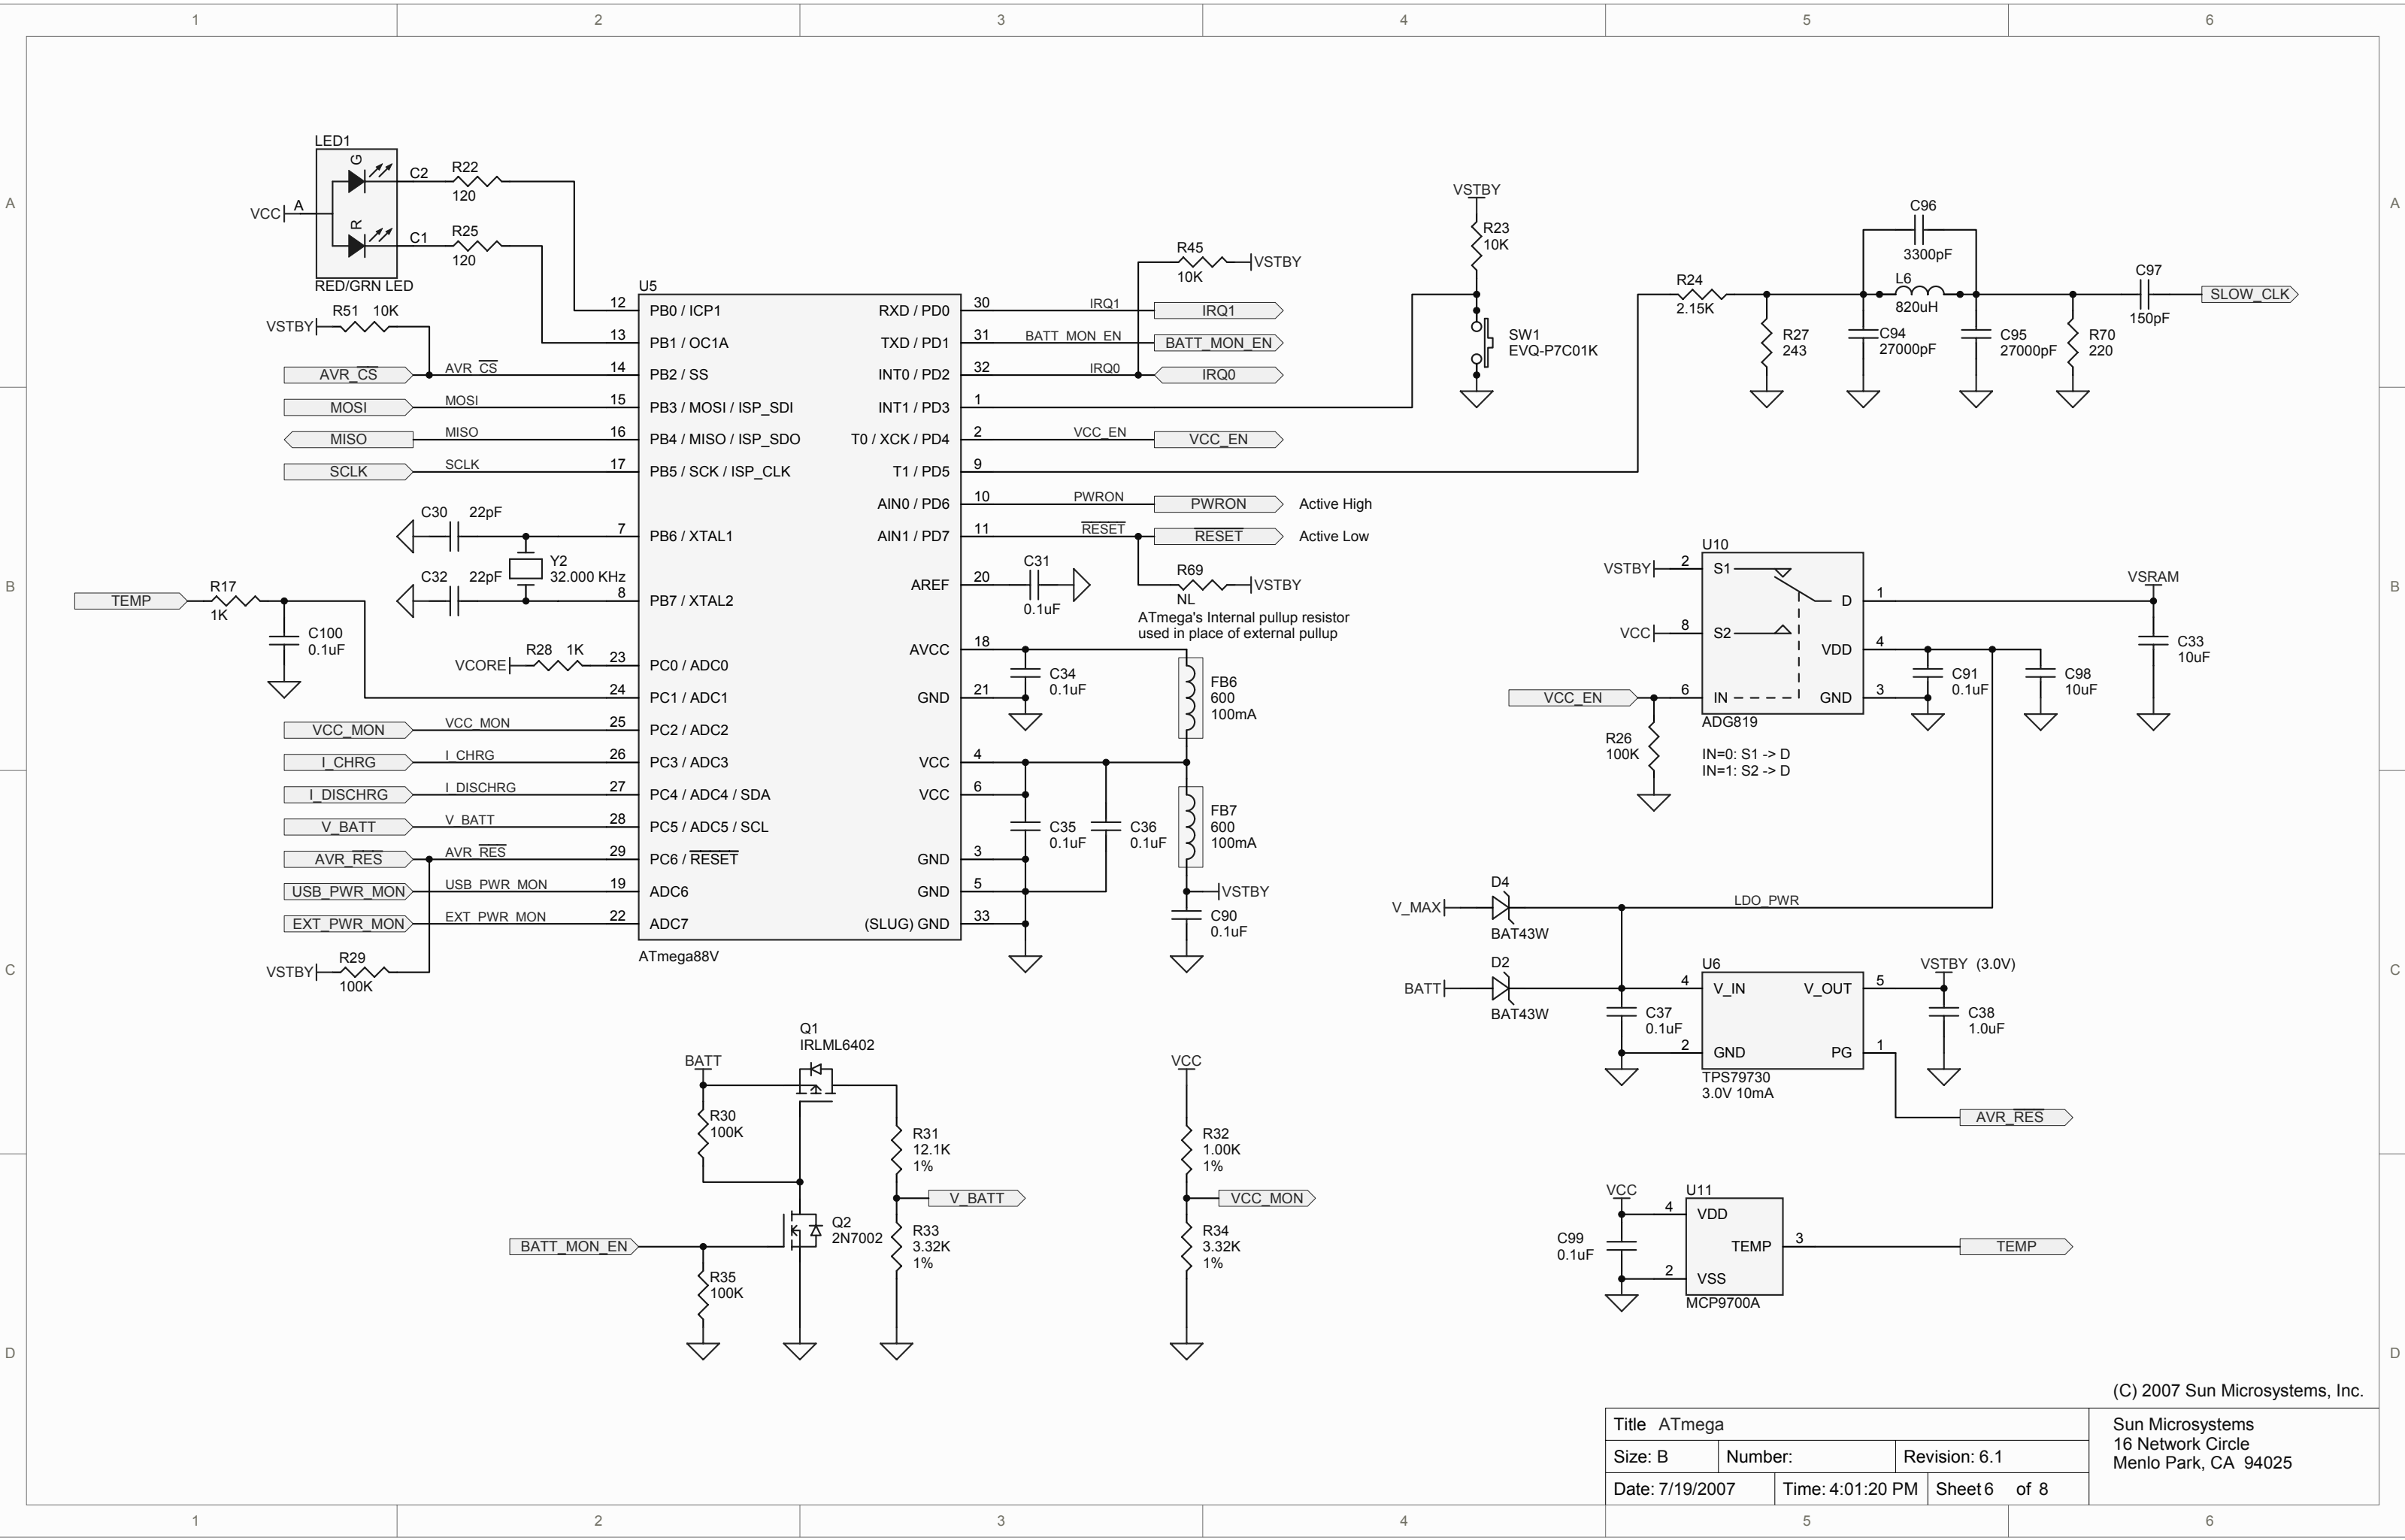 1 2 3 4 5 6
A
B
C
D
LED1
G
R
VCC
A
C2
C1
RED/GRN LED
R22
120
R25
120
R51 10K
VSTBY
AVR_CS
AVR_CS
MOSI
MOSI
MISO
MISO
SCLK
SCLK
C30 22pF
C32 22pF
Y2
32.000 KHz
TEMP
R17
1K
C100
0.1uF
VCORE
R28 1K
VCC_MON
VCC_MON
I_CHRG
I_CHRG
I_DISCHRG
I_DISCHRG
V_BATT
V_BATT
AVR_RES
AVR_RES
USB_PWR_MON
USB_PWR_MON
EXT_PWR_MON
EXT_PWR_MON
VSTBY
R29
100K
U5
12 PB0 / ICP1
13 PB1 / OC1A
14 PB2 / SS
15 PB3 / MOSI / ISP_SDI
16 PB4 / MISO / ISP_SDO
17 PB5 / SCK / ISP_CLK
7 PB6 / XTAL1
8 PB7 / XTAL2
23 PC0 / ADC0
24 PC1 / ADC1
25 PC2 / ADC2
26 PC3 / ADC3
27 PC4 / ADC4 / SDA
28 PC5 / ADC5 / SCL
29 PC6 / RESET
19 ADC6
22 ADC7
RXD / PD0 30
TXD / PD1 31
INT0 / PD2 32
INT1 / PD3 1
T0 / XCK / PD4 2
T1 / PD5 9
AIN0 / PD6 10
AIN1 / PD7 11
AREF 20
AVCC 18
GND 21
VCC 4
VCC 6
GND 3
GND 5
(SLUG) GND 33
ATmega88V
R45
10K
VSTBY
IRQ1
IRQ1
BATT_MON_EN
BATT_MON_EN
IRQ0
IRQ0
VCC_EN
VCC_EN
PWRON
PWRON
Active High
RESET
RESET
Active Low
C31
0.1uF
R69
NL
VSTBY
ATmega's Internal pullup resistor
used in place of external pullup
C34
0.1uF
FB6
600
100mA
C35
0.1uF
C36
0.1uF
FB7
600
100mA
VSTBY
C90
0.1uF
VSTBY
R23
10K
SW1
EVQ-P7C01K
R24
2.15K
R27
243
C96
3300pF
L6
820uH
C94
27000pF
C95
27000pF
R70
220
C97
150pF
SLOW_CLK
U10
VSTBY
2 S1
VCC
8 S2
VCC_EN
6 IN
D 1
VDD 4
GND 3
ADG819
IN=0: S1 -> D
IN=1: S2 -> D
R26
100K
VSRAM
C33
10uF
C91
0.1uF
C98
10uF
V_MAX
D4
BAT43W
LDO_PWR
BATT
D2
BAT43W
C37
0.1uF
U6
4 V_IN
V_OUT 5
2 GND
PG 1
TPS79730
3.0V 10mA
VSTBY (3.0V)
C38
1.0uF
AVR_RES
Q1
IRLML6402
BATT
R30
100K
R31
12.1K
1%
V_BATT
BATT_MON_EN
Q2
2N7002
R33
3.32K
1%
R35
100K
VCC
R32
1.00K
1%
VCC_MON
R34
3.32K
1%
VCC
U11
4 VDD
TEMP 3
2 VSS
MCP9700A
C99
0.1uF
TEMP
(C) 2007 Sun Microsystems, Inc.
Title ATmega
Size: B Number: Revision: 6.1
Date: 7/19/2007 Time: 4:01:20 PM Sheet 6 of 8
Sun Microsystems
16 Network Circle
Menlo Park, CA 94025
A
B
C
D
1 2 3 4 5 6